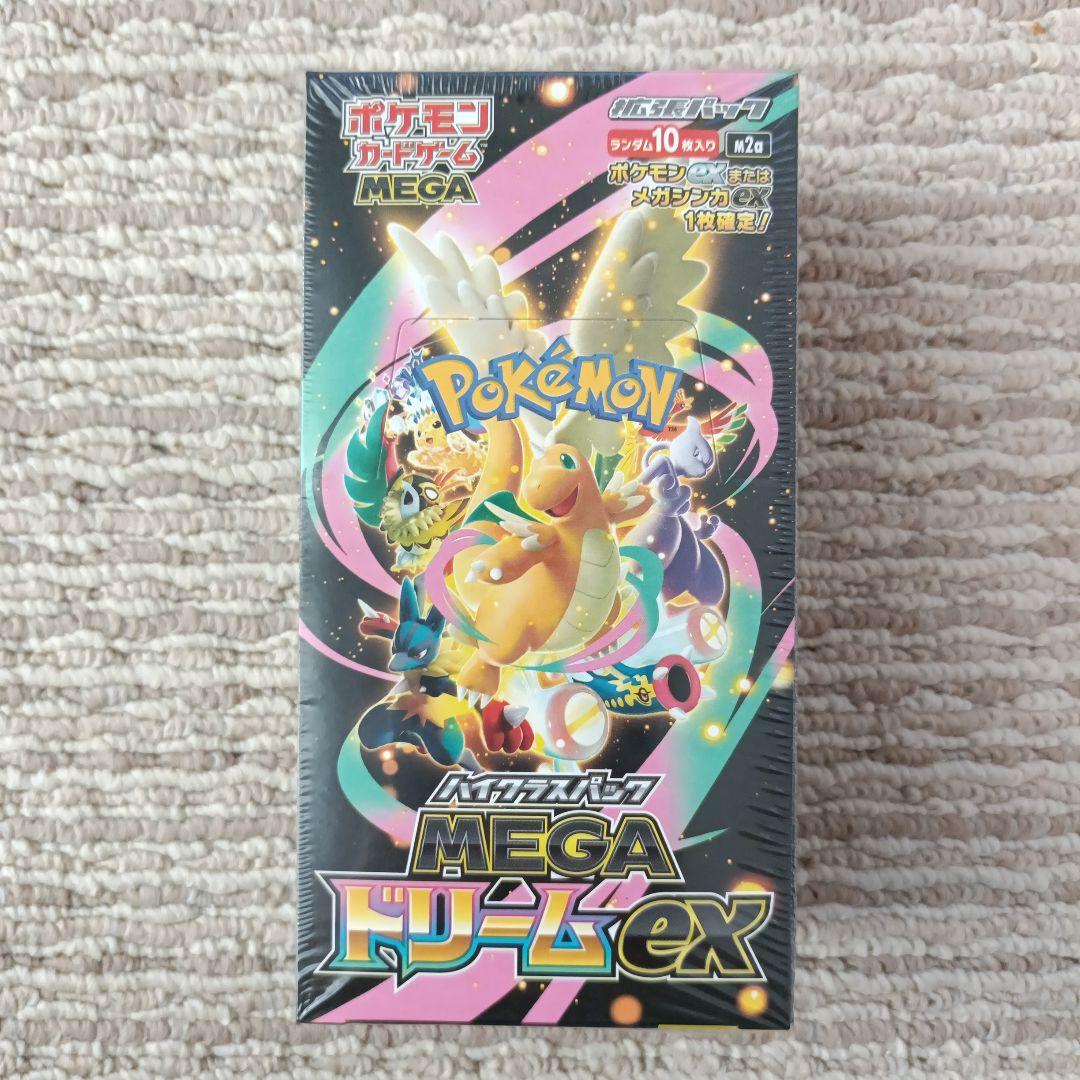 ポケモン
カードゲーム™
MEGA
拡張パック
ランダム10枚入り M2a
ポケモンexまたは
メガシンカex
1枚確定!
POKéMON™
ハイクラスパック
MEGA
ドリームex